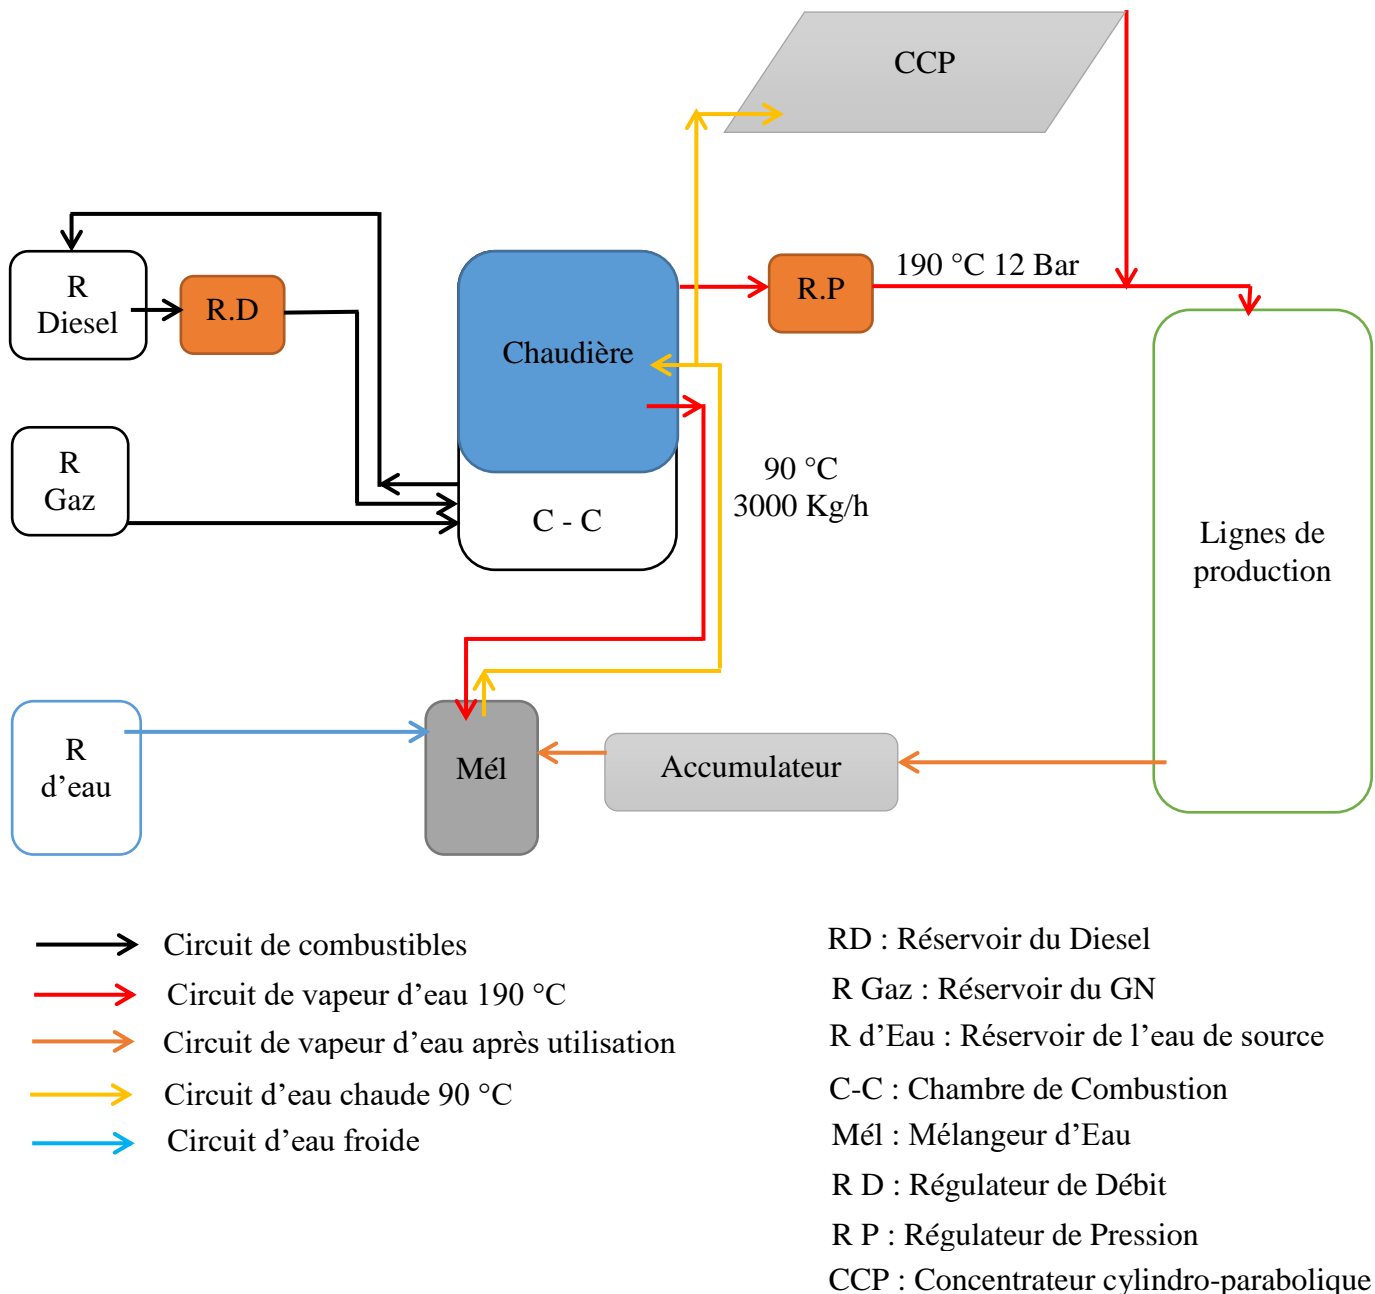 CCP
190 °C 12 Bar
R
Diesel
R.D
R.P
Chaudière
R
Gaz
90 °C
3000 Kg/h
C - C
Lignes de
production
R
d’eau
Mél
Accumulateur
Circuit de combustibles
Circuit de vapeur d’eau 190 °C
Circuit de vapeur d’eau après utilisation
Circuit d’eau chaude 90 °C
Circuit d’eau froide
RD : Réservoir du Diesel
R Gaz : Réservoir du GN
R d’Eau : Réservoir de l’eau de source
C-C : Chambre de Combustion
Mél : Mélangeur d’Eau
R D : Régulateur de Débit
R P : Régulateur de Pression
CCP : Concentrateur cylindro-parabolique